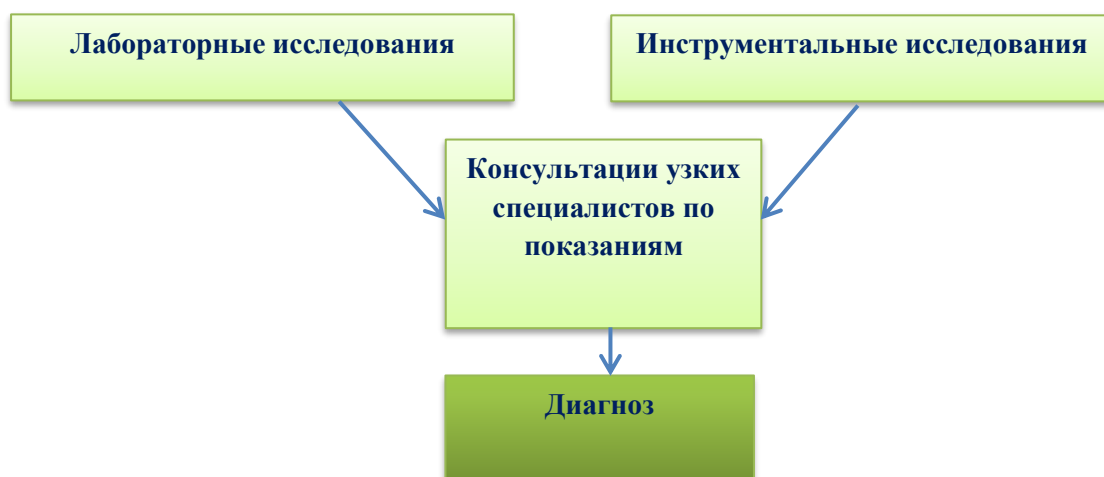 Лабораторные исследования
Инструментальные исследования
Консультации узких
специалистов по
показаниям
Диагноз